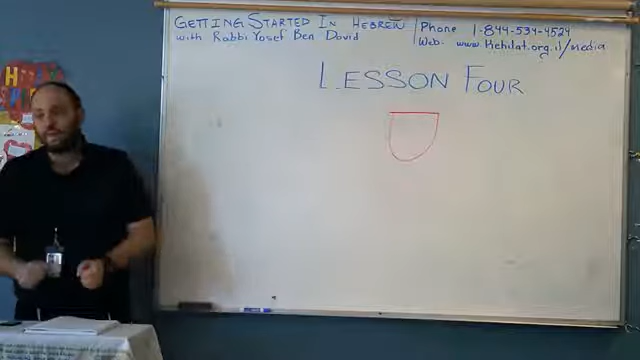 GETTING STARTED IN HEBREW
with Rabbi Yosef Ben David
Phone 1-844-534-4524
Web- www.Kehilat.org.il/media
LESSON FOUR